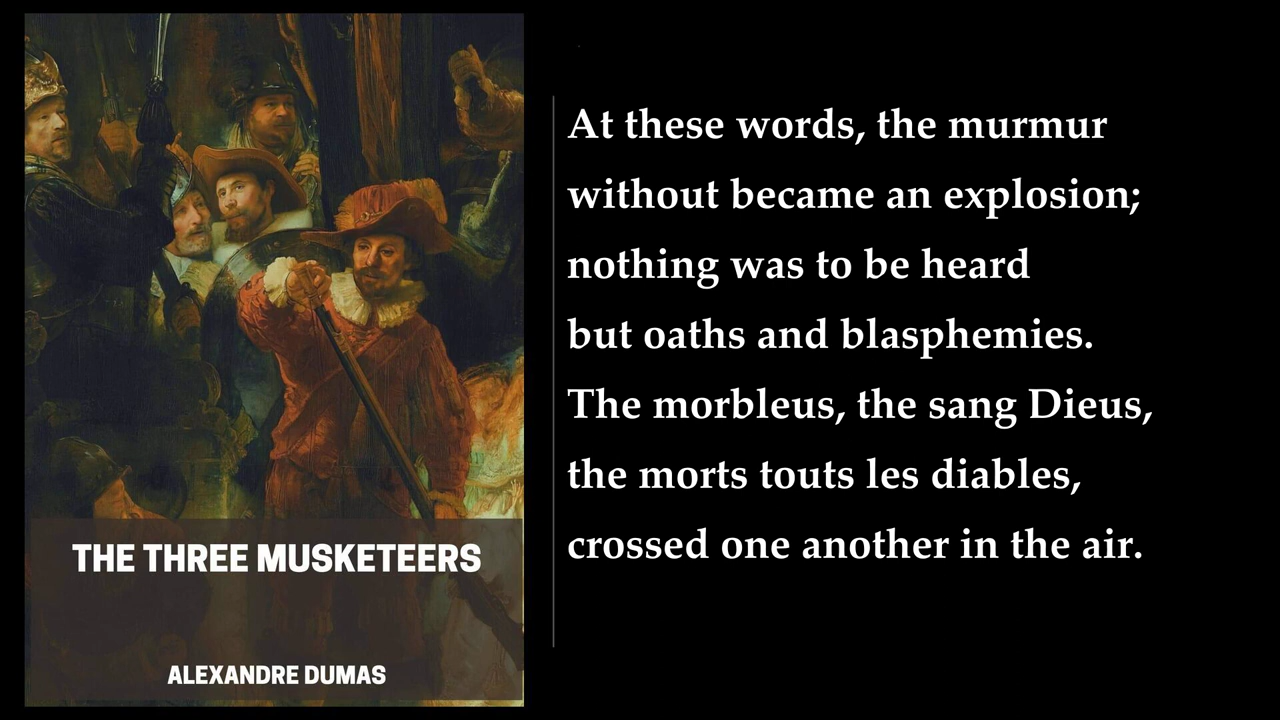 At these words, the murmur
without became an explosion;
nothing was to be heard
but oaths and blasphemies.
The morbleus, the sang Dieus,
the morts touts les diables,
crossed one another in the air.
THE THREE MUSKETEERS
ALEXANDRE DUMAS